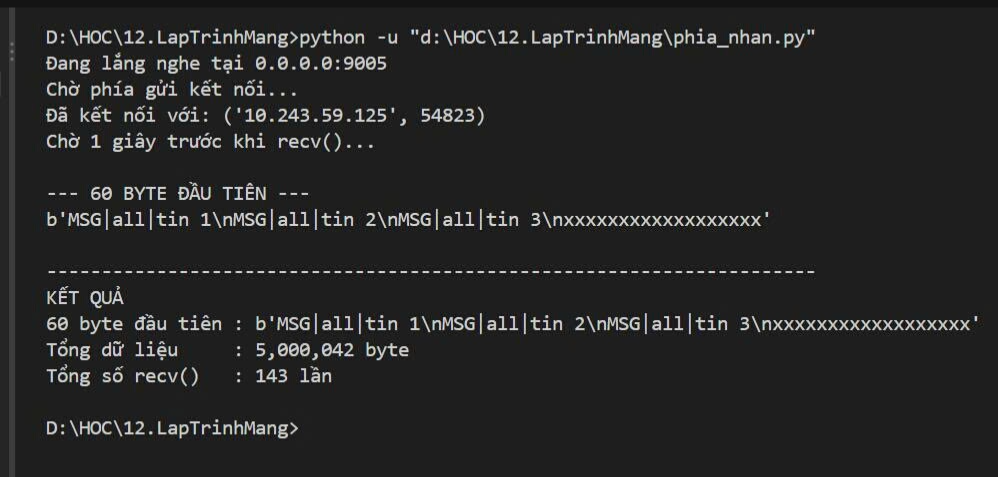 D:\HOC\12.LapTrinhMang>python -u "d:\HOC\12.LapTrinhMang\phia_nhan.py"
Đang lắng nghe tại 0.0.0.0:9005
Chờ phía gửi kết nối...
Đã kết nối với: ('10.243.59.125', 54823)
Chờ 1 giây trước khi recv()...
--- 60 BYTE ĐẦU TIÊN ---
b'MSG|all|tin 1\nMSG|all|tin 2\nMSG|all|tin 3\nxxxxxxxxxxxxxxxxxx'
----------------------------------------------------------------------
KẾT QUẢ
60 byte đầu tiên : b'MSG|all|tin 1\nMSG|all|tin 2\nMSG|all|tin 3\nxxxxxxxxxxxxxxxxxx'
Tổng dữ liệu : 5,000,042 byte
Tổng số recv() : 143 lần
D:\HOC\12.LapTrinhMang>